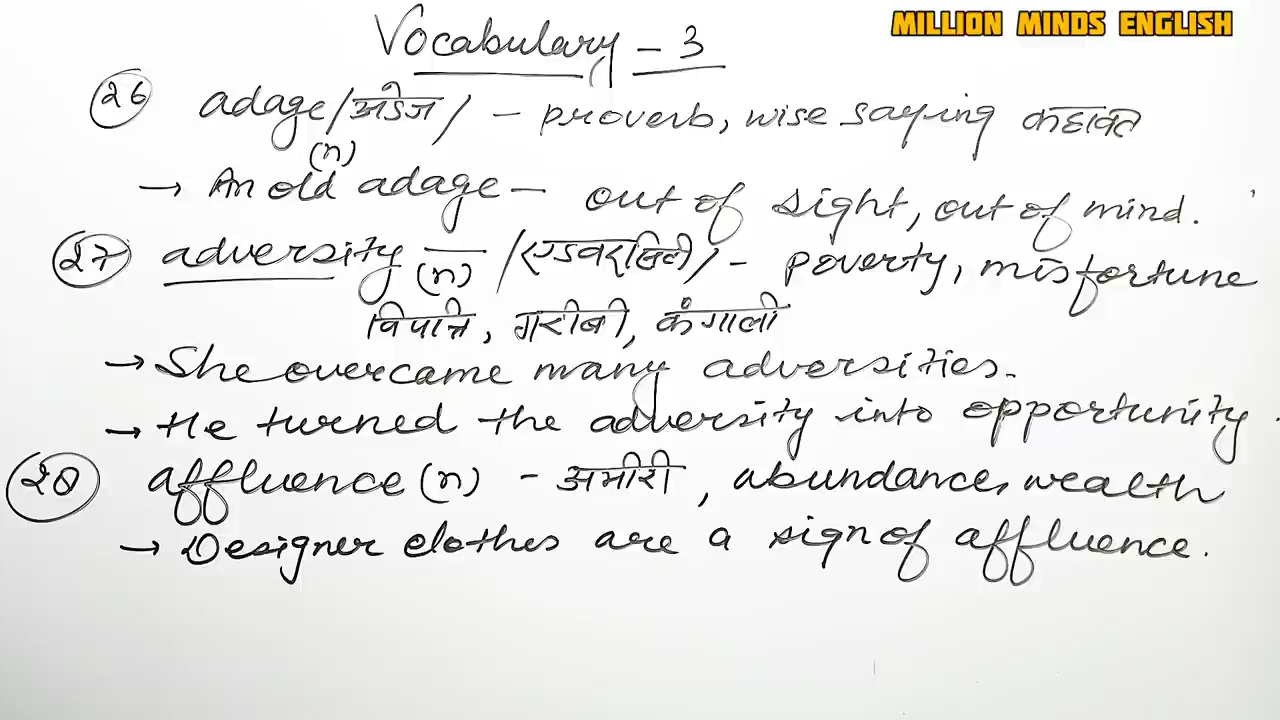 MILLION MINDS ENGLISH
Vocabulary - 3
26 adage /अडेज/ - proverb, wise saying कहावत
(n)
→ An old adage - out of sight, out of mind.
27 adversity (n) /एडवरसिटी/ - poverty, misfortune
विपत्ति, गरीबी, कंगाली
→ She overcame many adversities.
→ He turned the adversity into opportunity.
28 affluence (n) - अमीरी, abundance, wealth
→ Designer clothes are a sign of affluence.